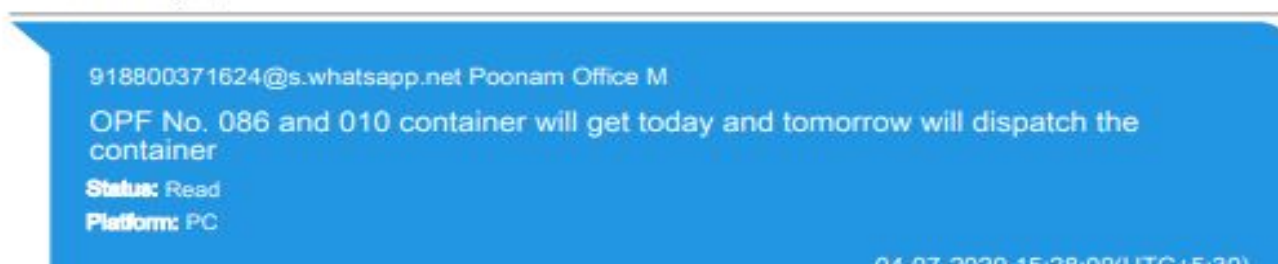 918800371624@s.whatsapp.net Poonam Office M
OPF No. 086 and 010 container will get today and tomorrow will dispatch the
container
Status: Read
Platform: PC